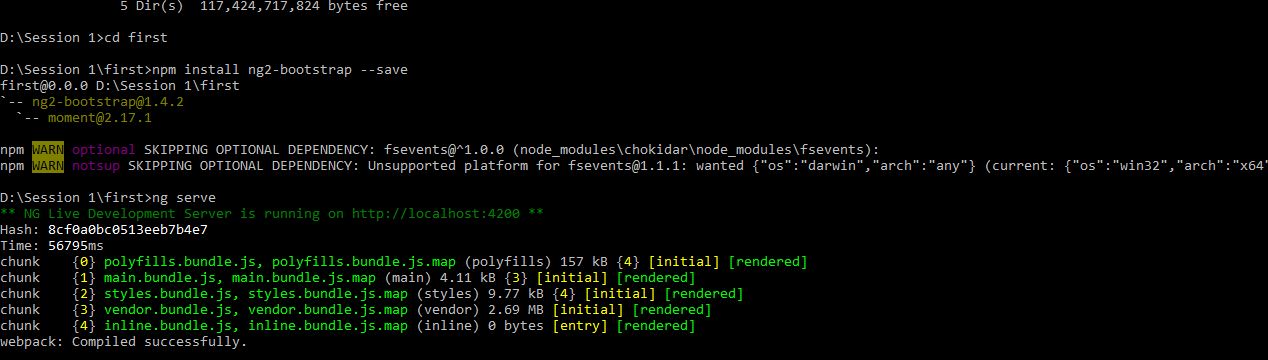 5 Dir(s)  117,424,717,824 bytes free
D:\Session 1>cd first
D:\Session 1\first>npm install ng2-bootstrap --save
first@0.0.0 D:\Session 1\first
`-- ng2-bootstrap@1.4.2
  `-- moment@2.17.1
npm WARN optional SKIPPING OPTIONAL DEPENDENCY: fsevents@^1.0.0 (node_modules\chokidar\node_modules\fsevents):
npm WARN notsup SKIPPING OPTIONAL DEPENDENCY: Unsupported platform for fsevents@1.1.1: wanted {"os":"darwin","arch":"any"} (current: {"os":"win32","arch":"x64"
D:\Session 1\first>ng serve
** NG Live Development Server is running on http://localhost:4200 **
Hash: 8cf0a0bc0513eeb7b4e7
Time: 56795ms
chunk    {0} polyfills.bundle.js, polyfills.bundle.js.map (polyfills) 157 kB {4} [initial] [rendered]
chunk    {1} main.bundle.js, main.bundle.js.map (main) 4.11 kB {3} [initial] [rendered]
chunk    {2} styles.bundle.js, styles.bundle.js.map (styles) 9.77 kB {4} [initial] [rendered]
chunk    {3} vendor.bundle.js, vendor.bundle.js.map (vendor) 2.69 MB [initial] [rendered]
chunk    {4} inline.bundle.js, inline.bundle.js.map (inline) 0 bytes [entry] [rendered]
webpack: Compiled successfully.